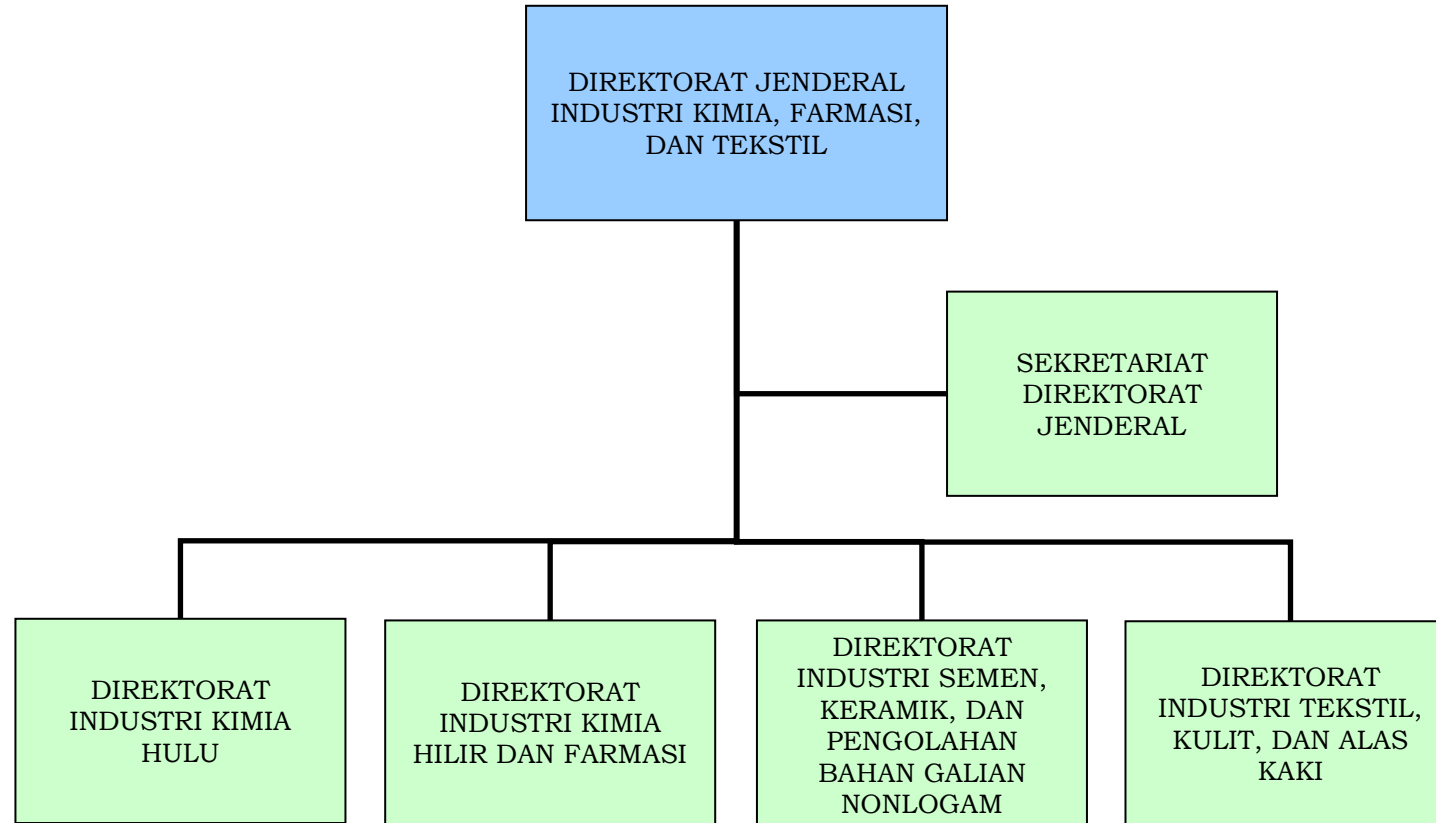 DIREKTORAT JENDERAL
INDUSTRI KIMIA, FARMASI,
DAN TEKSTIL
SEKRETARIAT
DIREKTORAT
JENDERAL
DIREKTORAT
INDUSTRI KIMIA
HULU
DIREKTORAT
INDUSTRI KIMIA
HILIR DAN FARMASI
DIREKTORAT
INDUSTRI SEMEN,
KERAMIK, DAN
PENGOLAHAN
BAHAN GALIAN
NONLOGAM
DIREKTORAT
INDUSTRI TEKSTIL,
KULIT, DAN ALAS
KAKI